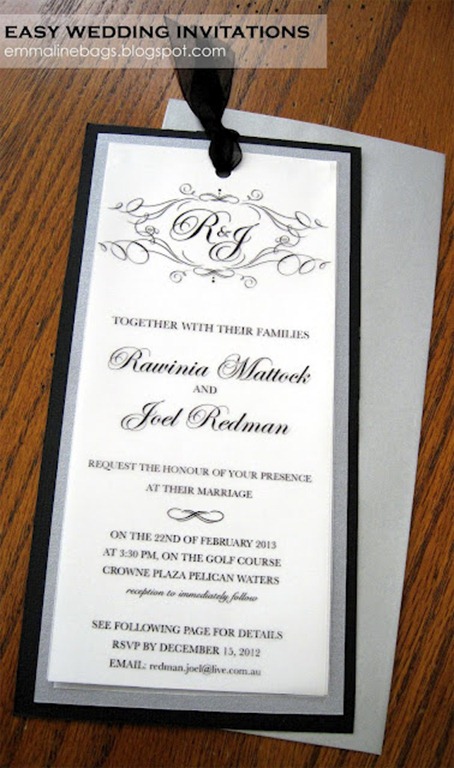 EASY WEDDING INVITATIONS
emmalinebags.blogspot.com
R&J
TOGETHER WITH THEIR FAMILIES
Rawinia Mattock
AND
Joel Redman
REQUEST THE HONOUR OF YOUR PRESENCE
AT THEIR MARRIAGE
ON THE 22ND OF FEBRUARY 2013
AT 3:30 PM, ON THE GOLF COURSE
CROWNE PLAZA PELICAN WATERS
reception to immediately follow
SEE FOLLOWING PAGE FOR DETAILS
RSVP BY DECEMBER 15, 2012
EMAIL: redman.joel@live.com.au